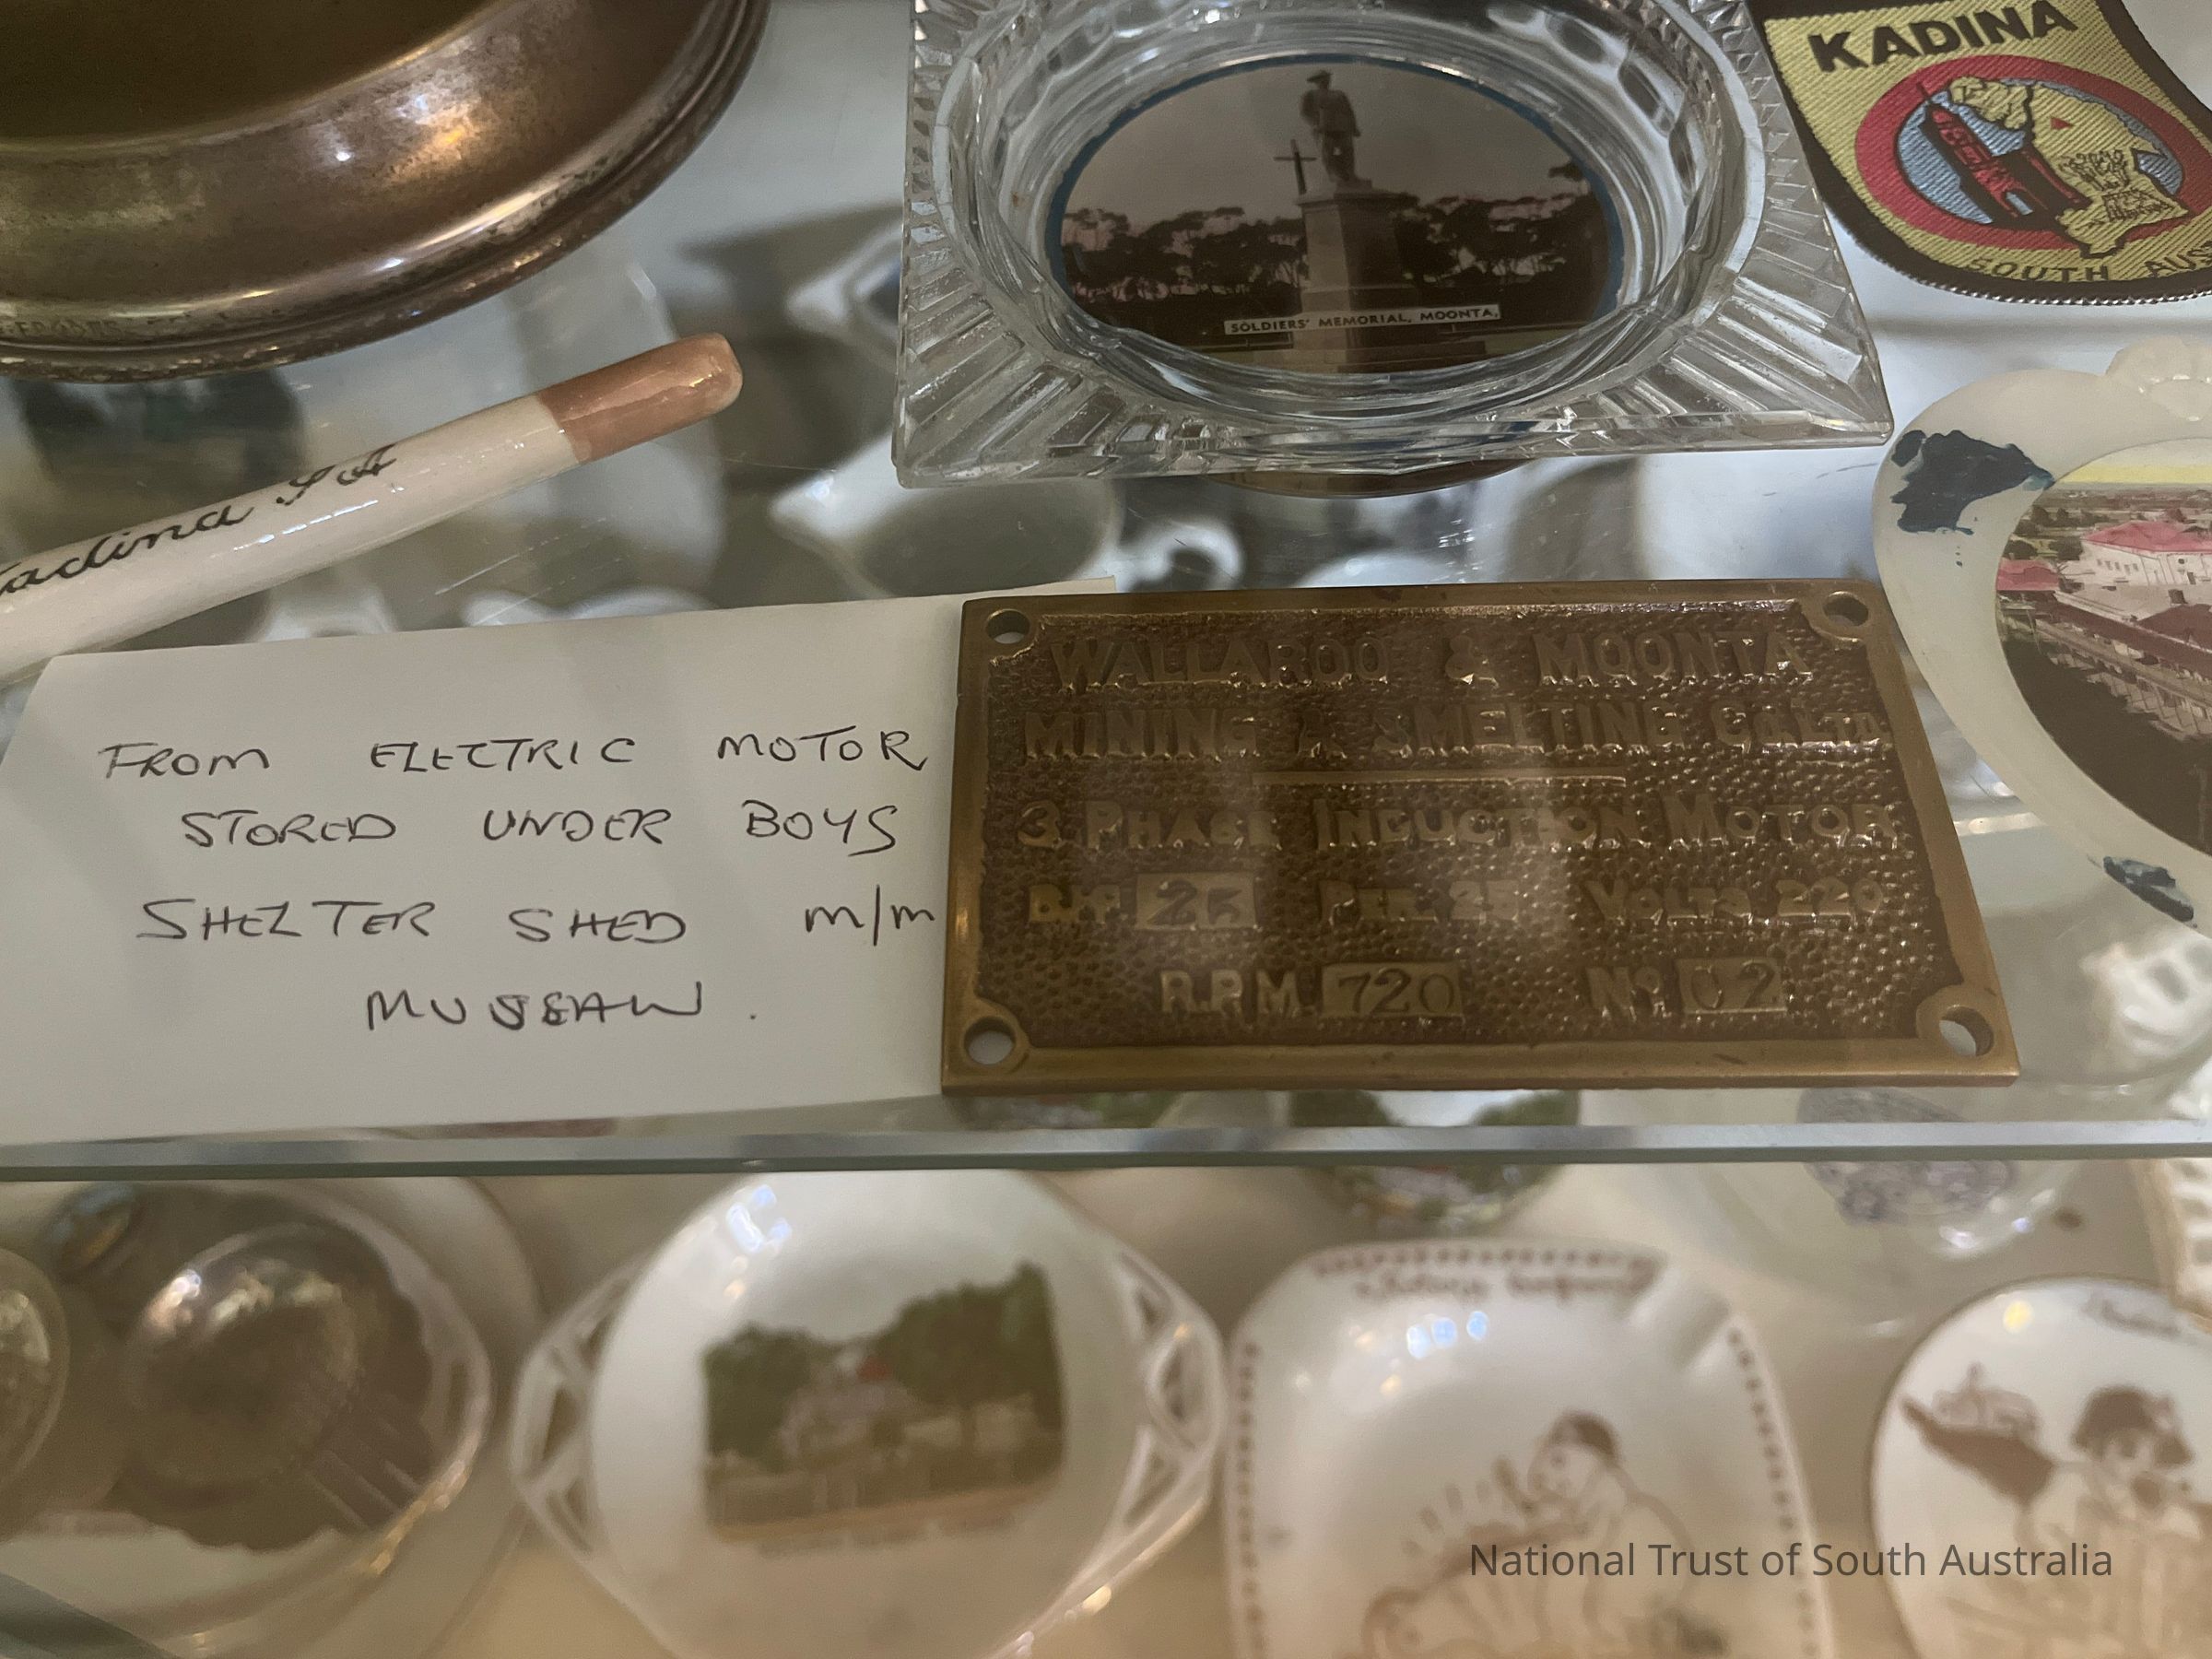 KADINA
SOUTH AUS
SOLDIERS' MEMORIAL, MOONTA.
Kadina SA
FROM ELECTRIC MOTOR
STORED UNDER BOYS
SHELTER SHED m/m
MUSEAW.
WALLAROO & MOONTA
MINING & SMELTING Co LTD
3 PHASE INDUCTION MOTOR
PER. 25 VOLTS 220
R.P.M. 720 No 02
National Trust of South Australia